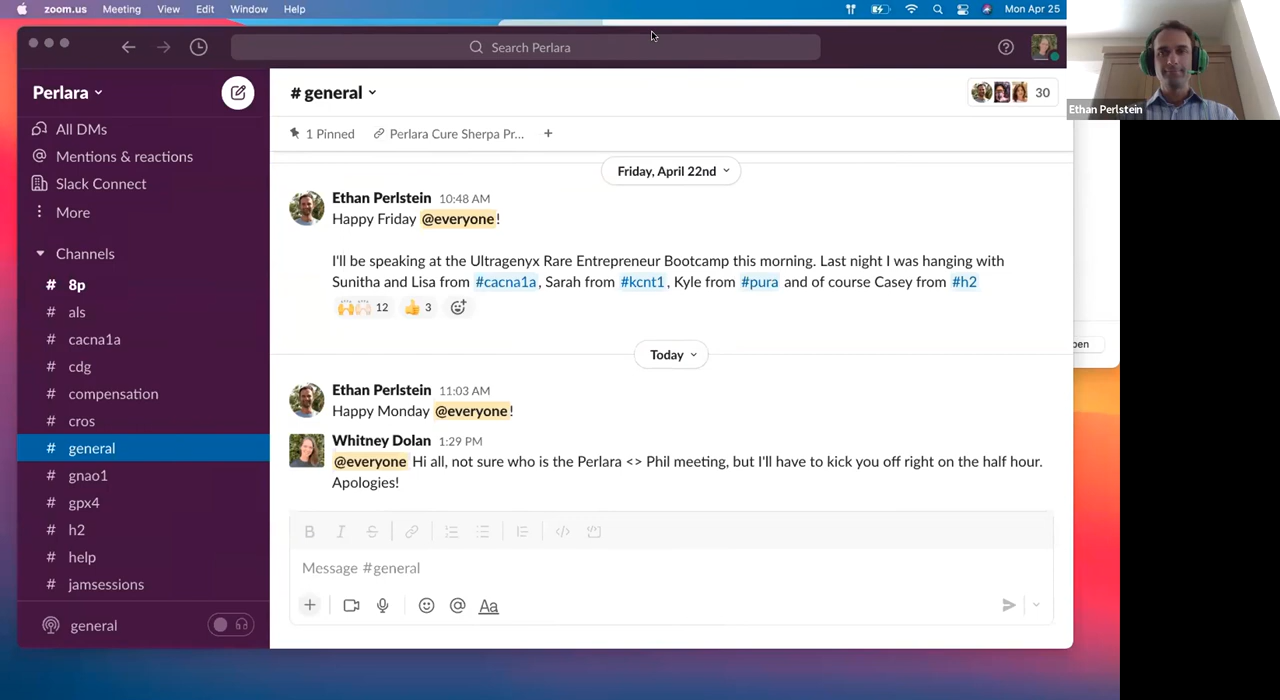 zoom.us Meeting View Edit Window Help Mon Apr 25
Search Perlara
Perlara
# general 30
Ethan Perlstein
1 Pinned Perlara Cure Sherpa Pr... +
All DMs
Mentions & reactions
Slack Connect
More
Channels
# 8p
# als
# cacna1a
# cdg
# compensation
# cros
# general
# gnao1
# gpx4
# h2
# help
# jamsessions
general
Friday, April 22nd
Ethan Perlstein 10:48 AM
Happy Friday @everyone!
I'll be speaking at the Ultragenyx Rare Entrepreneur Bootcamp this morning. Last night I was hanging with
Sunitha and Lisa from #cacna1a, Sarah from #kcnt1, Kyle from #pura and of course Casey from #h2
12 3
Today
Ethan Perlstein 11:03 AM
Happy Monday @everyone!
Whitney Dolan 1:29 PM
@everyone Hi all, not sure who is the Perlara <> Phil meeting, but I'll have to kick you off right on the half hour.
Apologies!
B I S
Message #general
+ @ Aa
pen